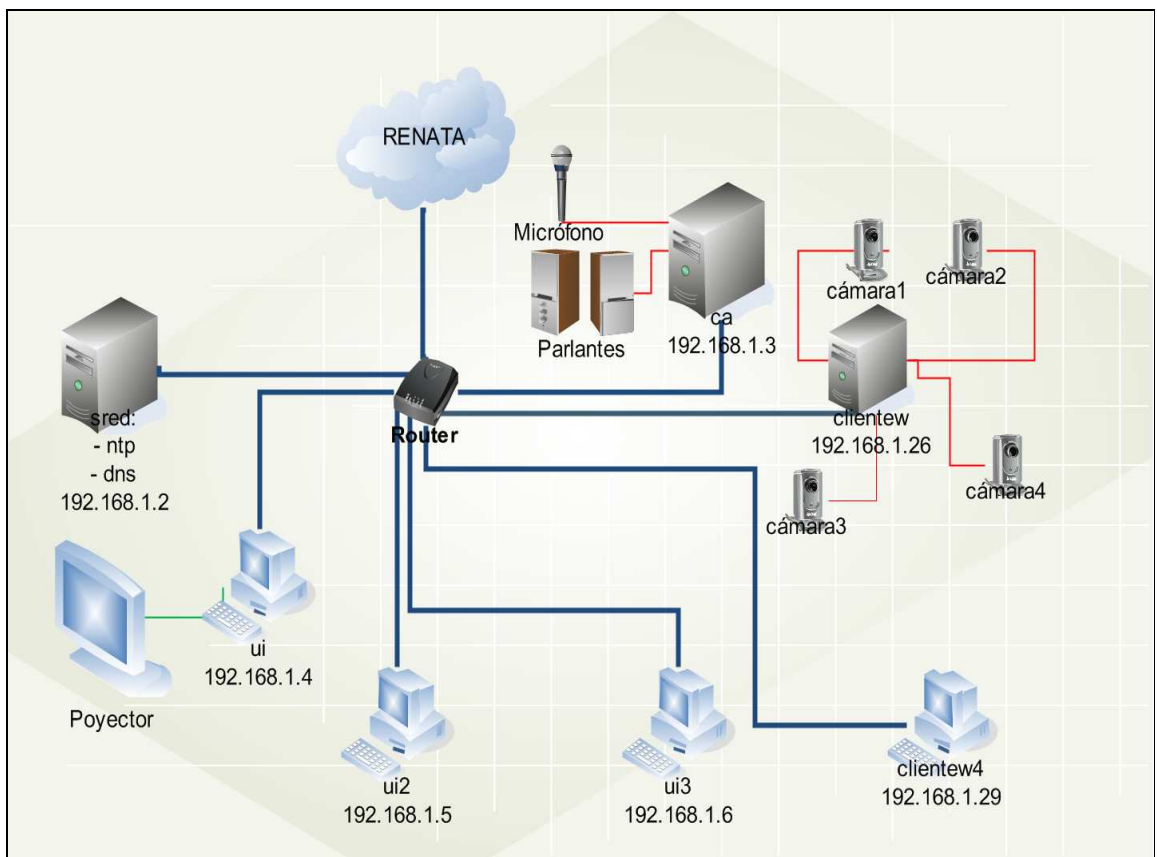 RENATA
Micrófono
Parlantes
ca
192.168.1.3
cámara1
cámara2
clientew
192.168.1.26
cámara3
cámara4
sred:
- ntp
- dns
192.168.1.2
Router
ui
192.168.1.4
Poyector
ui2
192.168.1.5
ui3
192.168.1.6
clientew4
192.168.1.29